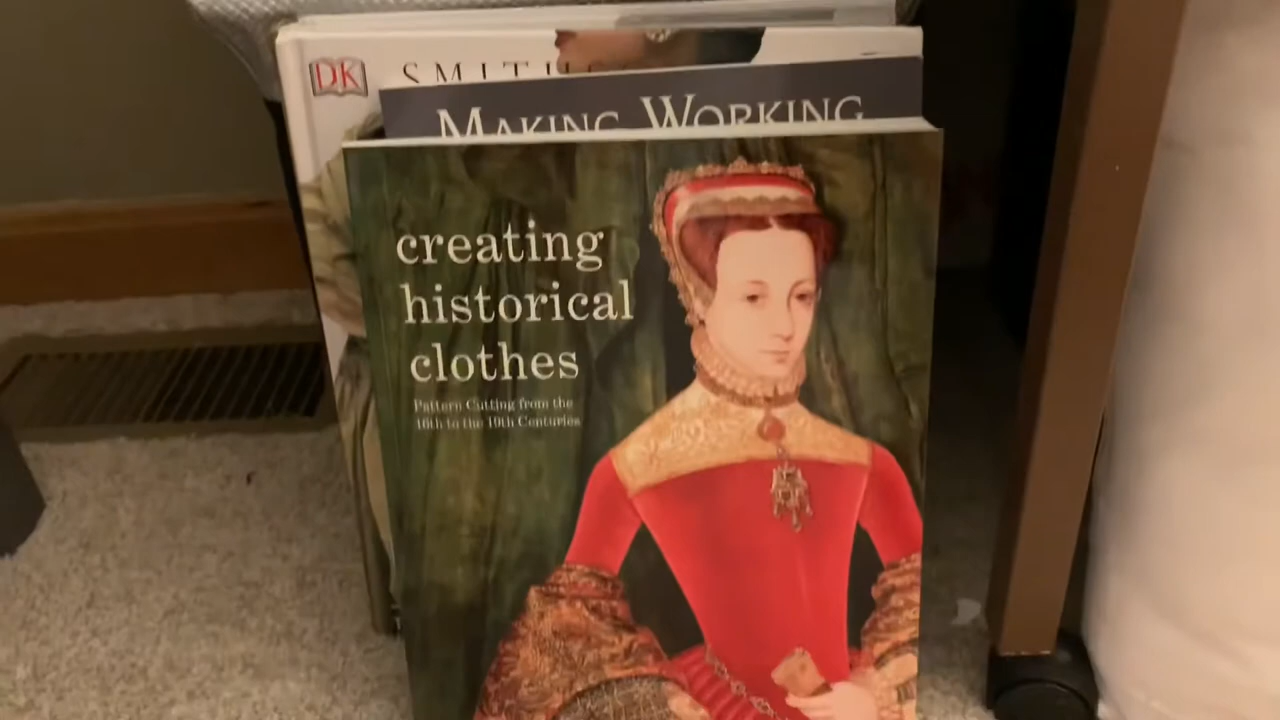 DK
MAKING WORKING
creating
historical
clothes
Pattern Cutting from the
16th to the 19th Centuries